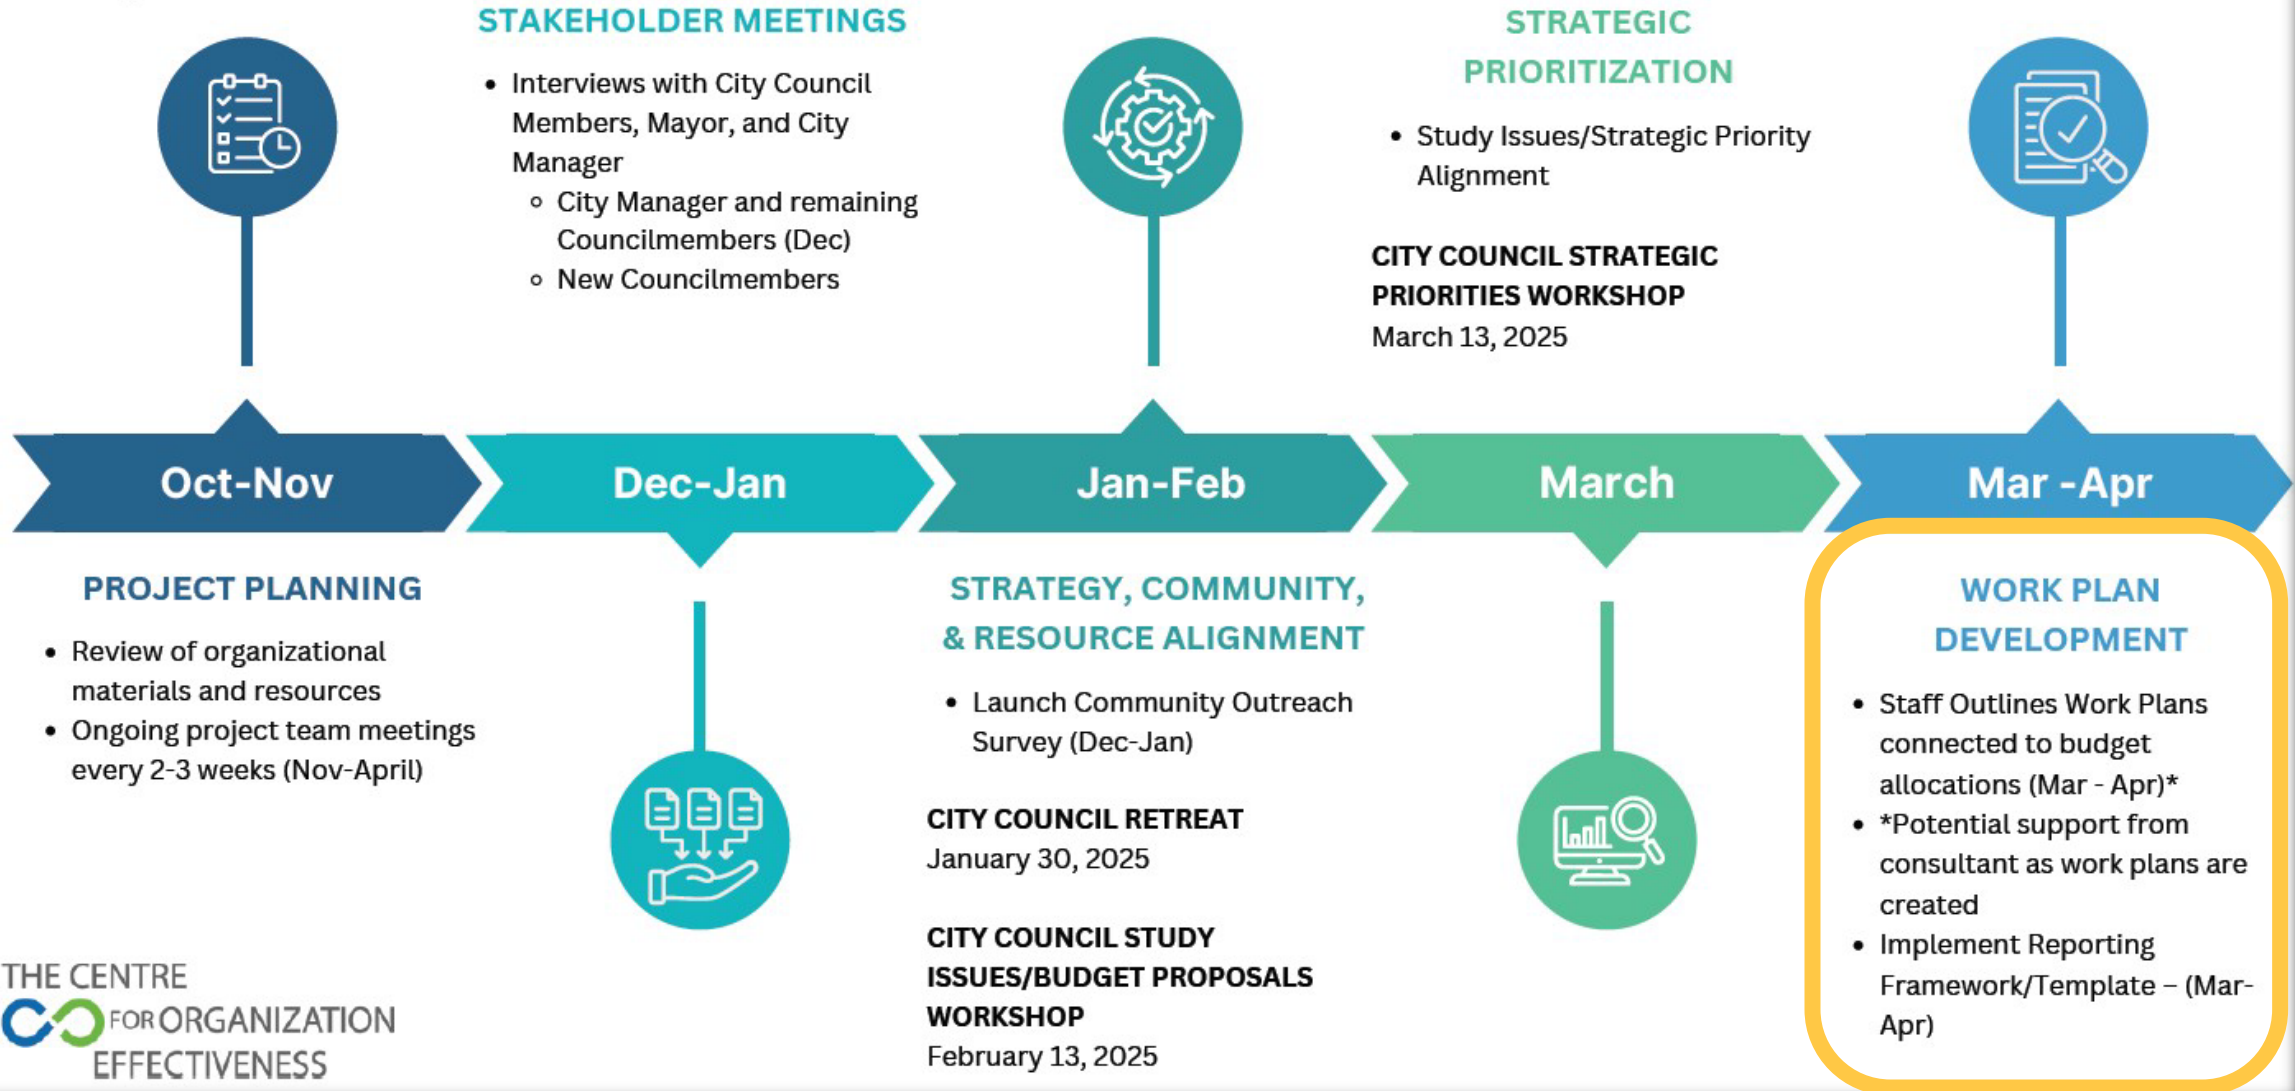 STAKEHOLDER MEETINGS
• Interviews with City Council
Members, Mayor, and City
Manager
◦ City Manager and remaining
Councilmembers (Dec)
◦ New Councilmembers
STRATEGIC
PRIORITIZATION
• Study Issues/Strategic Priority
Alignment
CITY COUNCIL STRATEGIC
PRIORITIES WORKSHOP
March 13, 2025
Oct-Nov
Dec-Jan
Jan-Feb
March
Mar -Apr
PROJECT PLANNING
• Review of organizational
materials and resources
• Ongoing project team meetings
every 2-3 weeks (Nov-April)
STRATEGY, COMMUNITY,
& RESOURCE ALIGNMENT
• Launch Community Outreach
Survey (Dec-Jan)
CITY COUNCIL RETREAT
January 30, 2025
CITY COUNCIL STUDY
ISSUES/BUDGET PROPOSALS
WORKSHOP
February 13, 2025
WORK PLAN
DEVELOPMENT
• Staff Outlines Work Plans
connected to budget
allocations (Mar - Apr)*
• *Potential support from
consultant as work plans are
created
• Implement Reporting
Framework/Template – (Mar-
Apr)
THE CENTRE
FOR ORGANIZATION
EFFECTIVENESS